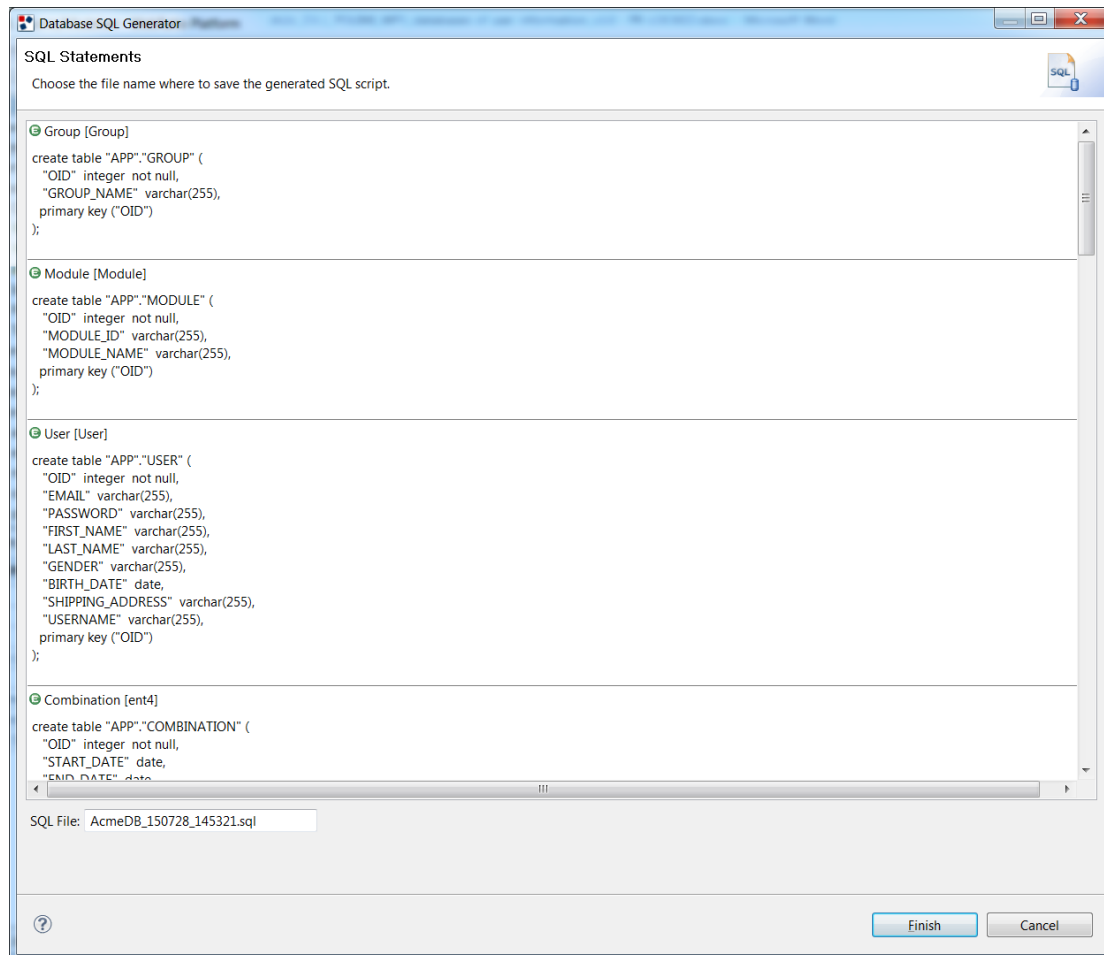 Database SQL Generator
SQL Statements
Choose the file name where to save the generated SQL script.
SQL
Group [Group]
create table "APP"."GROUP" (
"OID" integer not null,
"GROUP_NAME" varchar(255),
primary key ("OID")
);
Module [Module]
create table "APP"."MODULE" (
"OID" integer not null,
"MODULE_ID" varchar(255),
"MODULE_NAME" varchar(255),
primary key ("OID")
);
User [User]
create table "APP"."USER" (
"OID" integer not null,
"EMAIL" varchar(255),
"PASSWORD" varchar(255),
"FIRST_NAME" varchar(255),
"LAST_NAME" varchar(255),
"GENDER" varchar(255),
"BIRTH_DATE" date,
"SHIPPING_ADDRESS" varchar(255),
"USERNAME" varchar(255),
primary key ("OID")
);
Combination [ent4]
create table "APP"."COMBINATION" (
"OID" integer not null,
"START_DATE" date,
"END_DATE" date
SQL File: AcmeDB_150728_145321.sql
Finish Cancel